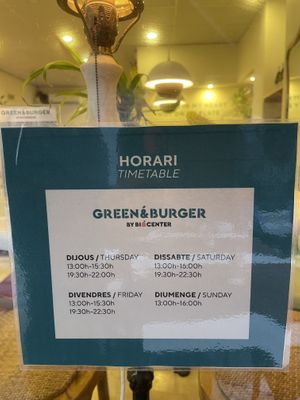 GREEN&BURGER
HORARI
TIMETABLE
GREEN&BURGER
BY BIOCENTER
DIJOUS / THURSDAY
13:00h-15:30h
19:30h-22:00h
DISSABTE / SATURDAY
13:00h-16:00h
19:30h-22:30h
DIVENDRES / FRIDAY
13:00h-15:30h
19:30h-22:30h
DIUMENGE / SUNDAY
13:00h-16:00h